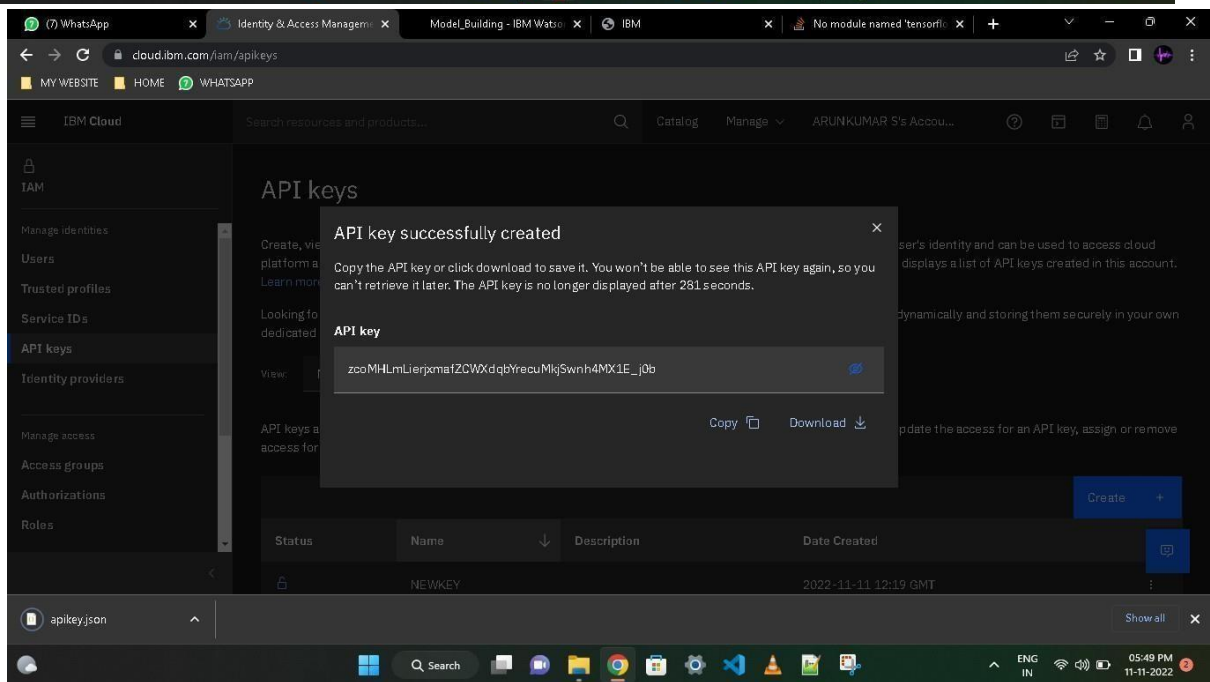 (7) WhatsApp
Identity & Access Manageme
Model_Building - IBM Watso
IBM
No module named 'tensorflo
cloud.ibm.com/iam/apikeys
MY WEBSITE
HOME
WHATSAPP
IBM Cloud
Search resources and products...
Catalog
Manage
ARUNKUMAR S's Accou...
IAM
Manage identities
Users
Trusted profiles
Service IDs
API keys
Identity providers
Manage access
Access groups
Authorizations
Roles
API keys
Create, vie
ser's identity and can be used to access cloud
platform a
displays a list of API keys created in this account.
Learn mor
Looking fo
dynamically and storing them securely in your own
dedicated
View:
API keys a
pdate the access for an API key, assign or remove
access for
API key successfully created
Copy the API key or click download to save it. You won't be able to see this API key again, so you
can't retrieve it later. The API key is no longer displayed after 281 seconds.
API key
zcoMHLmLierjxmafZCWXdqbYrecuMkjSwnh4MX1E_j0b
Copy
Download
Create +
Status
Name
Description
Date Created
NEWKEY
2022-11-11 12:19 GMT
apikey.json
Show all
Search
ENG
IN
05:49 PM
11-11-2022
2